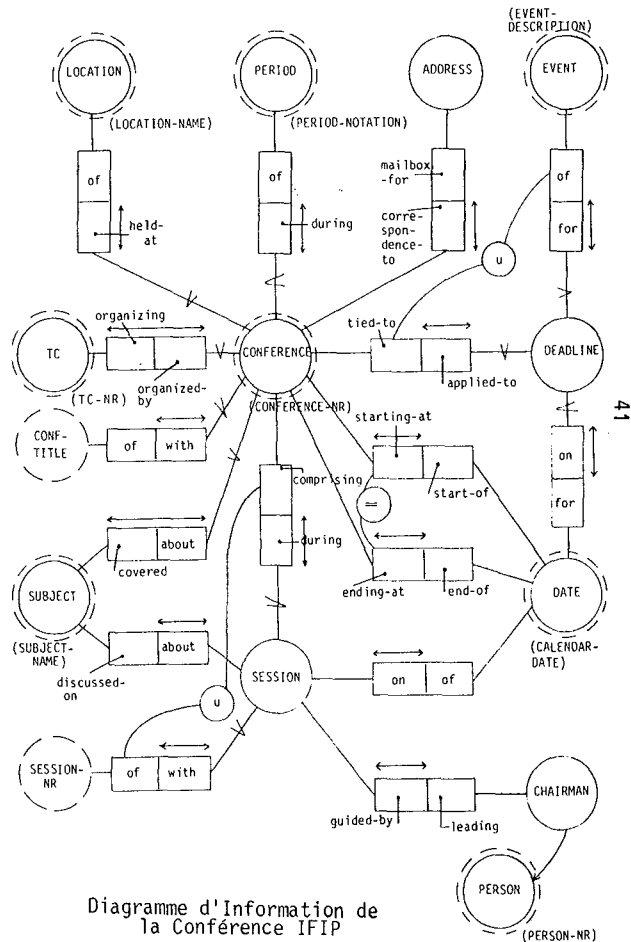 (EVENT-
DESCRIPTION)
LOCATION
PERIOD
ADDRESS
EVENT
(LOCATION-NAME)
(PERIOD-NOTATION)
of
held-
at
of
during
mailbox
-for
corre-
spon-
dence-
to
of
for
u
organizing
TC
organized-
by
(TC-NR)
CONFERENCE
(CONFERENCE-NR)
tied-to
applied-to
DEADLINE
41
CONF-
TITLE
of
with
starting-at
start-of
on
for
comprising
during
=
ending-at
end-of
about
covered
SUBJECT
(SUBJECT-
NAME)
DATE
(CALENDAR-
DATE)
about
discussed-
on
SESSION
on
of
u
SESSION-
NR
of
with
guided-by
leading
CHAIRMAN
PERSON
(PERSON-NR)
Diagramme d'Information de
la Conférence IFIP